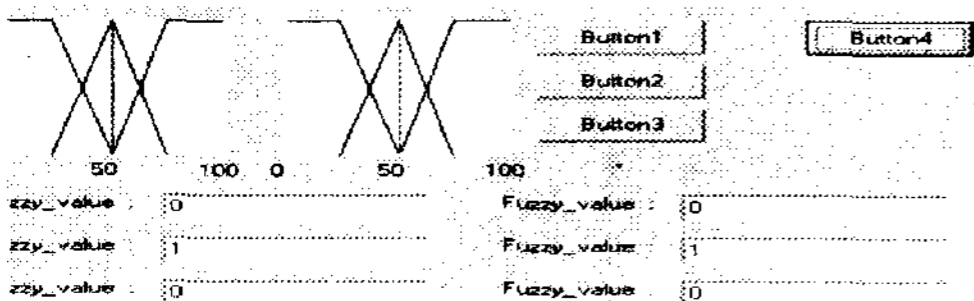 Button1
Button4
Button2
Button3
50 100 0 50 100
zzy_value : 0 Fuzzy_value : 0
zzy_value 1 Fuzzy_value 1
zzy_value : 0 Fuzzy_value : 0